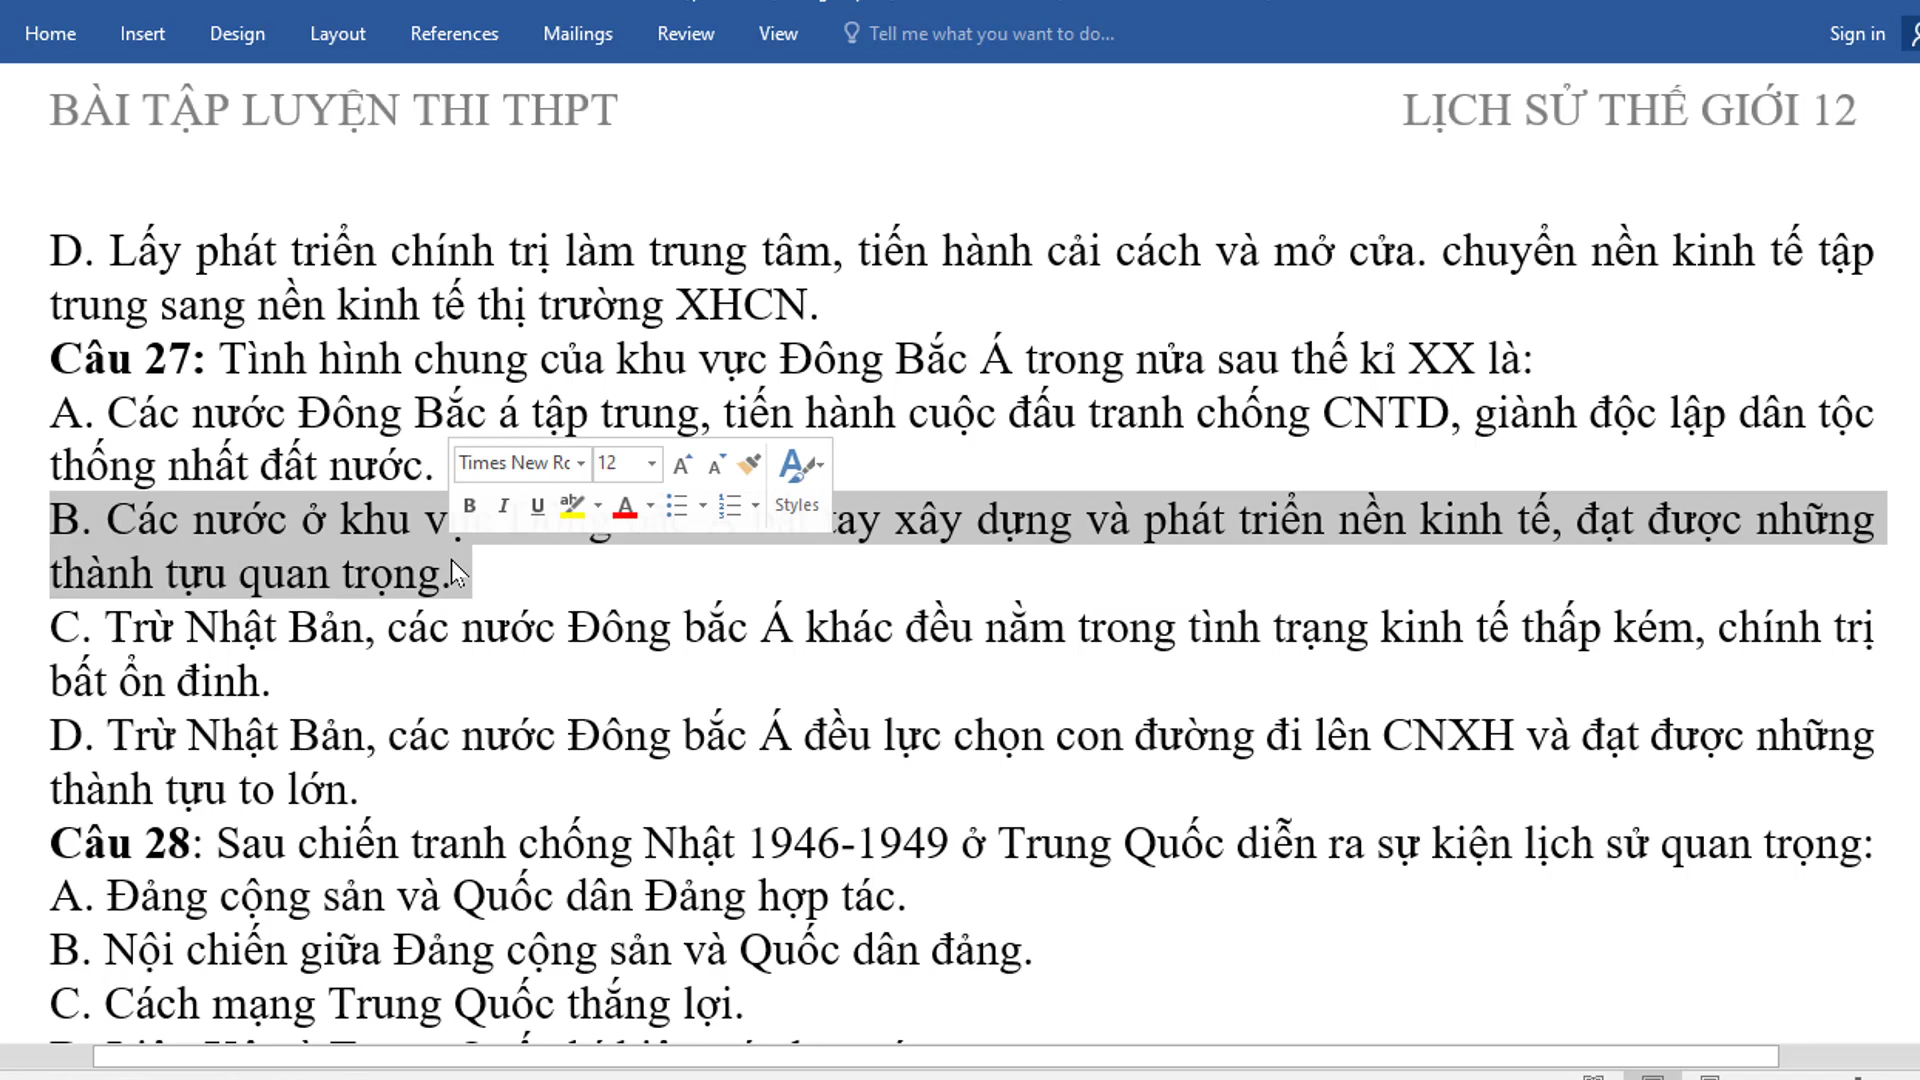 Home Insert Design Layout References Mailings Review View Tell me what you want to do... Sign in
BÀI TẬP LUYỆN THI THPT LỊCH SỬ THẾ GIỚI 12
D. Lấy phát triển chính trị làm trung tâm, tiến hành cải cách và mở cửa. chuyển nền kinh tế tập
trung sang nền kinh tế thị trường XHCN.
Câu 27: Tình hình chung của khu vực Đông Bắc Á trong nửa sau thế kỉ XX là:
A. Các nước Đông Bắc á tập trung, tiến hành cuộc đấu tranh chống CNTD, giành độc lập dân tộc
thống nhất đất nước.
Times New Rc 12
B I U A Styles
B. Các nước ở khu tay xây dựng và phát triển nền kinh tế, đạt được những
thành tựu quan trọng.
C. Trừ Nhật Bản, các nước Đông bắc Á khác đều nằm trong tình trạng kinh tế thấp kém, chính trị
bất ổn đinh.
D. Trừ Nhật Bản, các nước Đông bắc Á đều lực chọn con đường đi lên CNXH và đạt được những
thành tựu to lớn.
Câu 28: Sau chiến tranh chống Nhật 1946-1949 ở Trung Quốc diễn ra sự kiện lịch sử quan trọng:
A. Đảng cộng sản và Quốc dân Đảng hợp tác.
B. Nội chiến giữa Đảng cộng sản và Quốc dân đảng.
C. Cách mạng Trung Quốc thắng lợi.